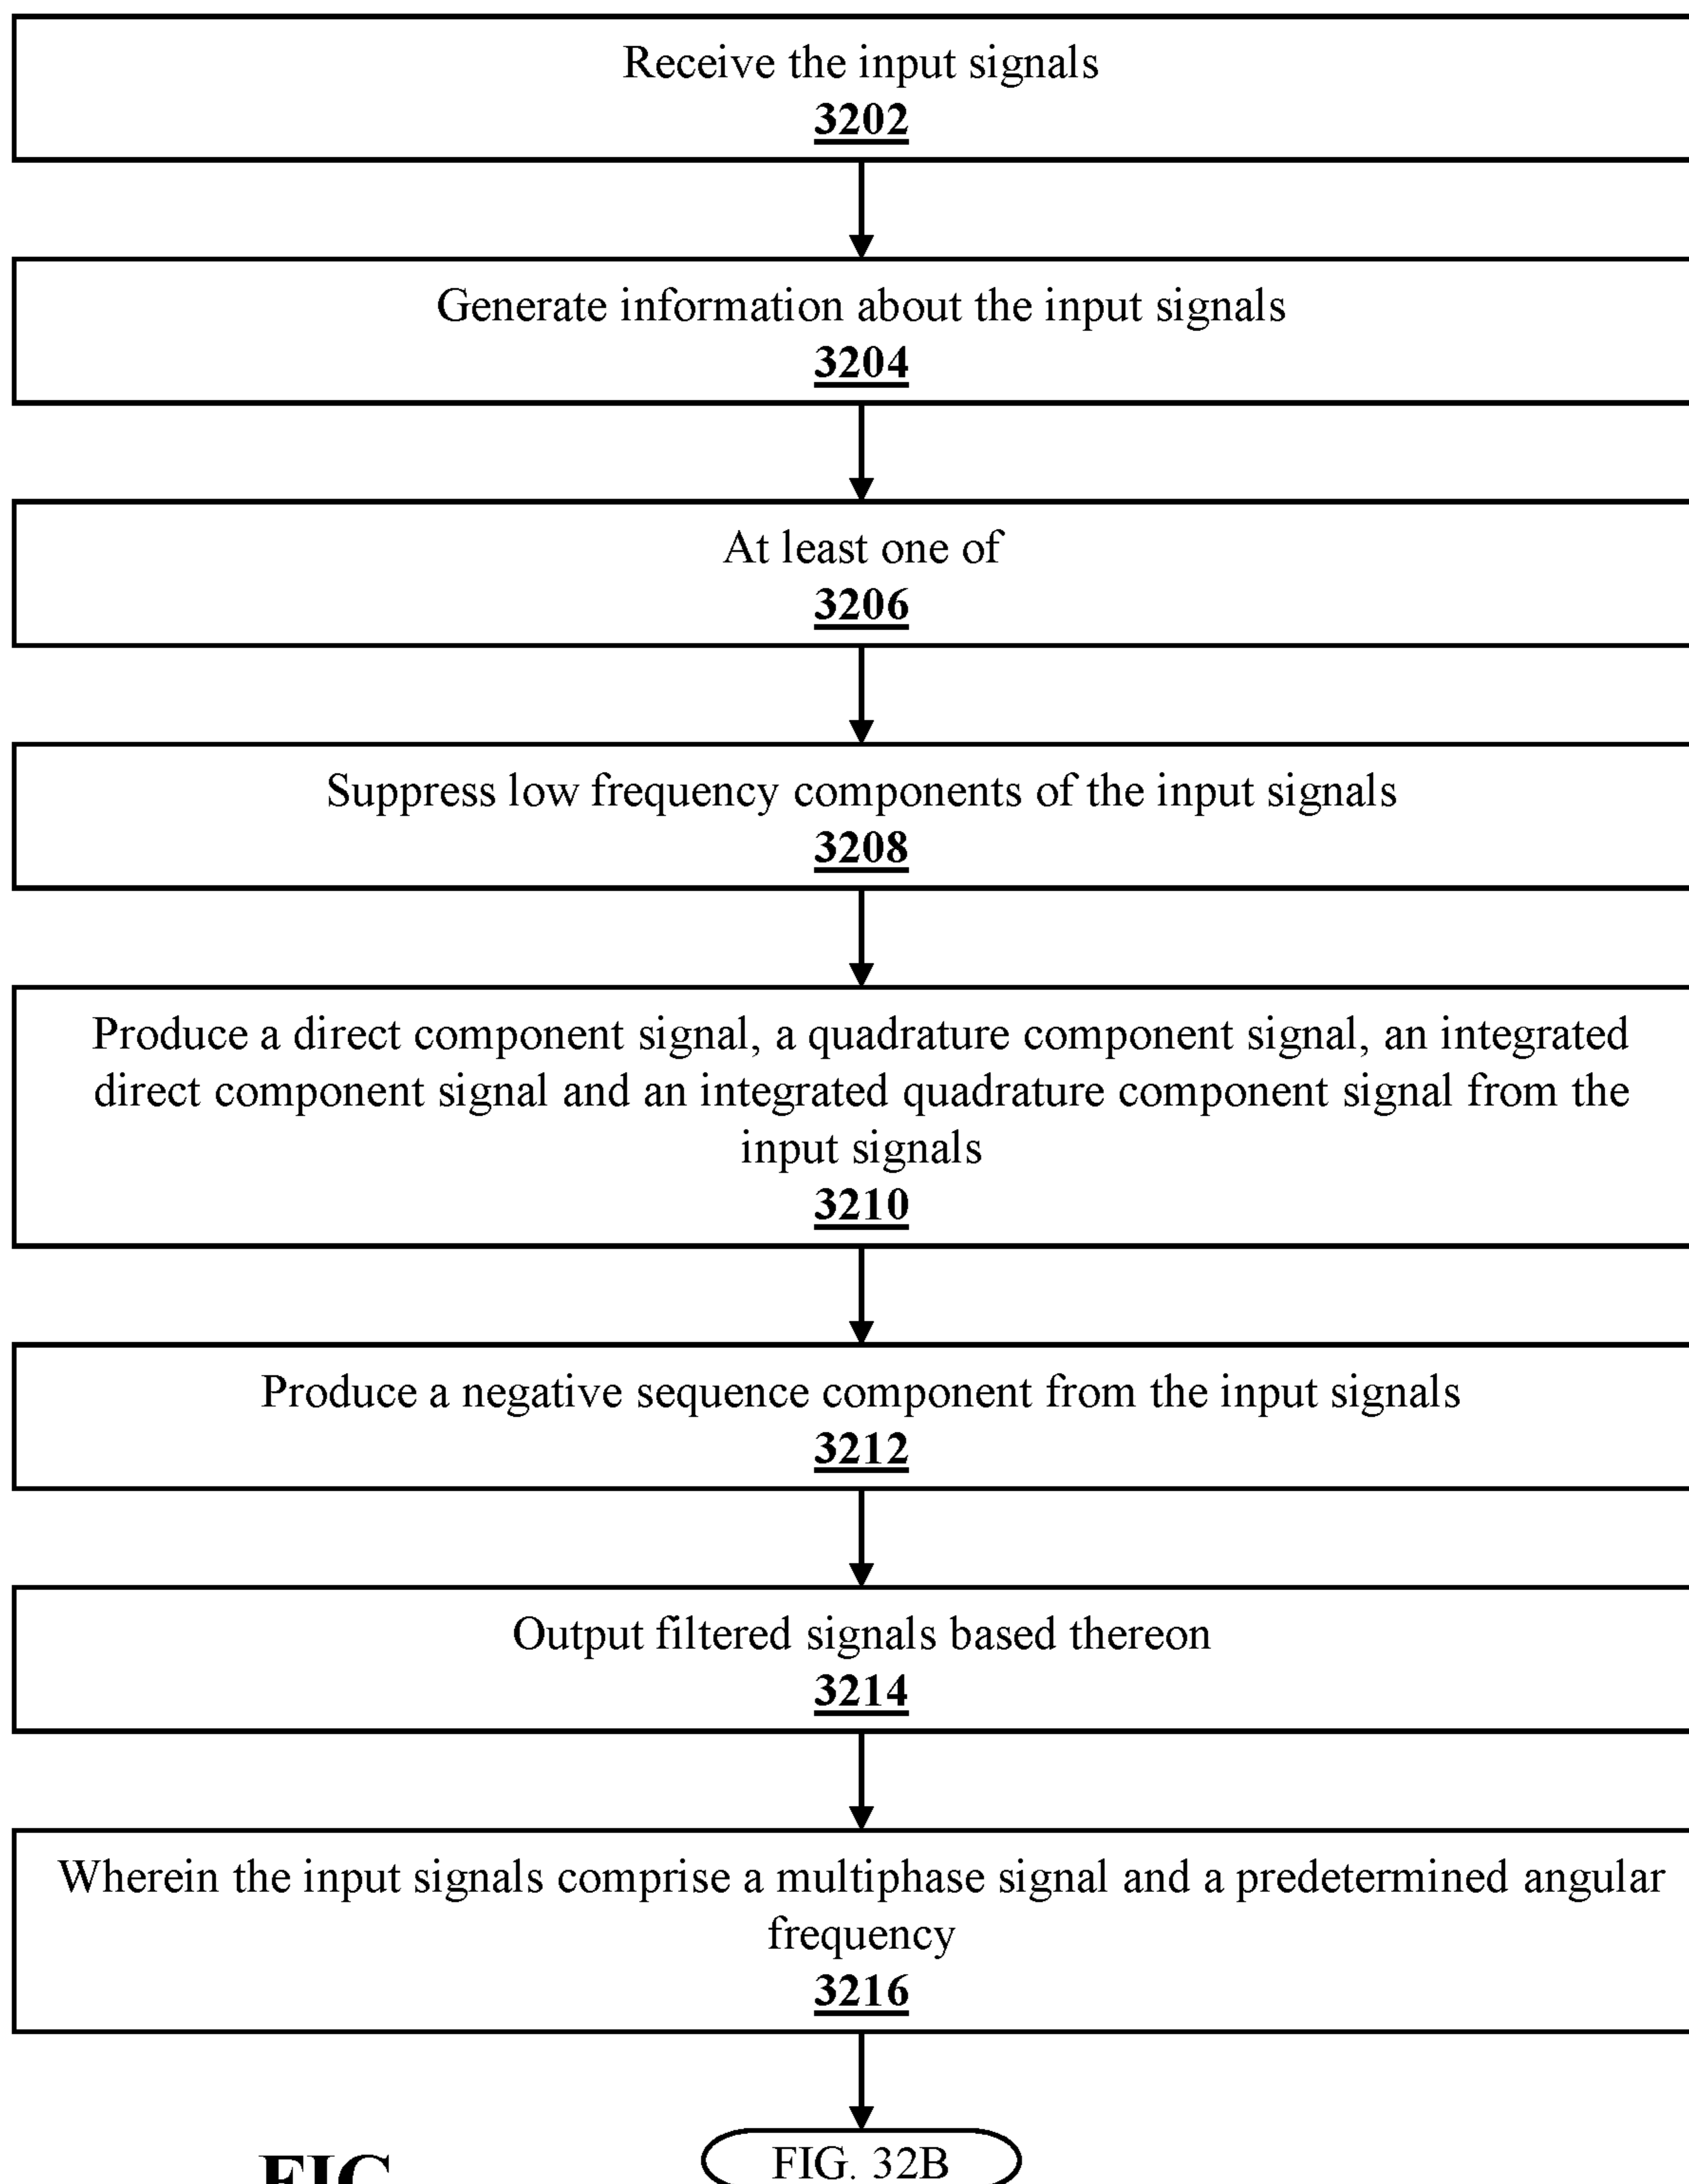 Receive the input signals
3202
Generate information about the input signals
3204
At least one of
3206
Suppress low frequency components of the input signals
3208
Produce a direct component signal, a quadrature component signal, an integrated
direct component signal and an integrated quadrature component signal from the
input signals
3210
Produce a negative sequence component from the input signals
3212
Output filtered signals based thereon
3214
Wherein the input signals comprise a multiphase signal and a predetermined angular
frequency
3216
FIG. 32B
FIG